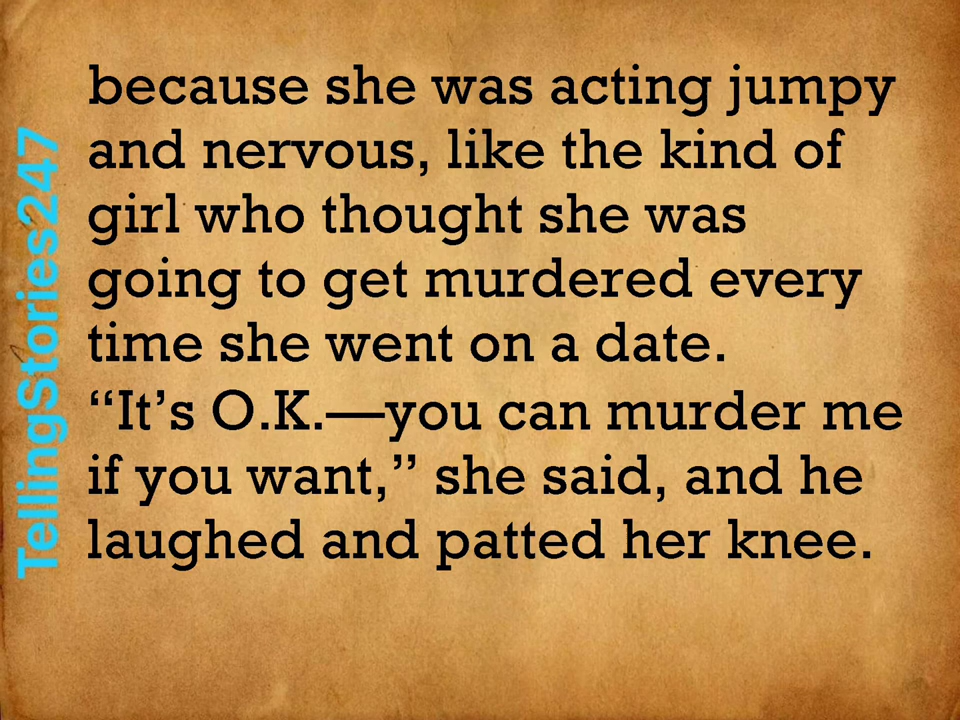 because she was acting jumpy
and nervous, like the kind of
girl who thought she was
going to get murdered every
time she went on a date.
“It’s O.K.—you can murder me
if you want,” she said, and he
laughed and patted her knee.
TellingStories247